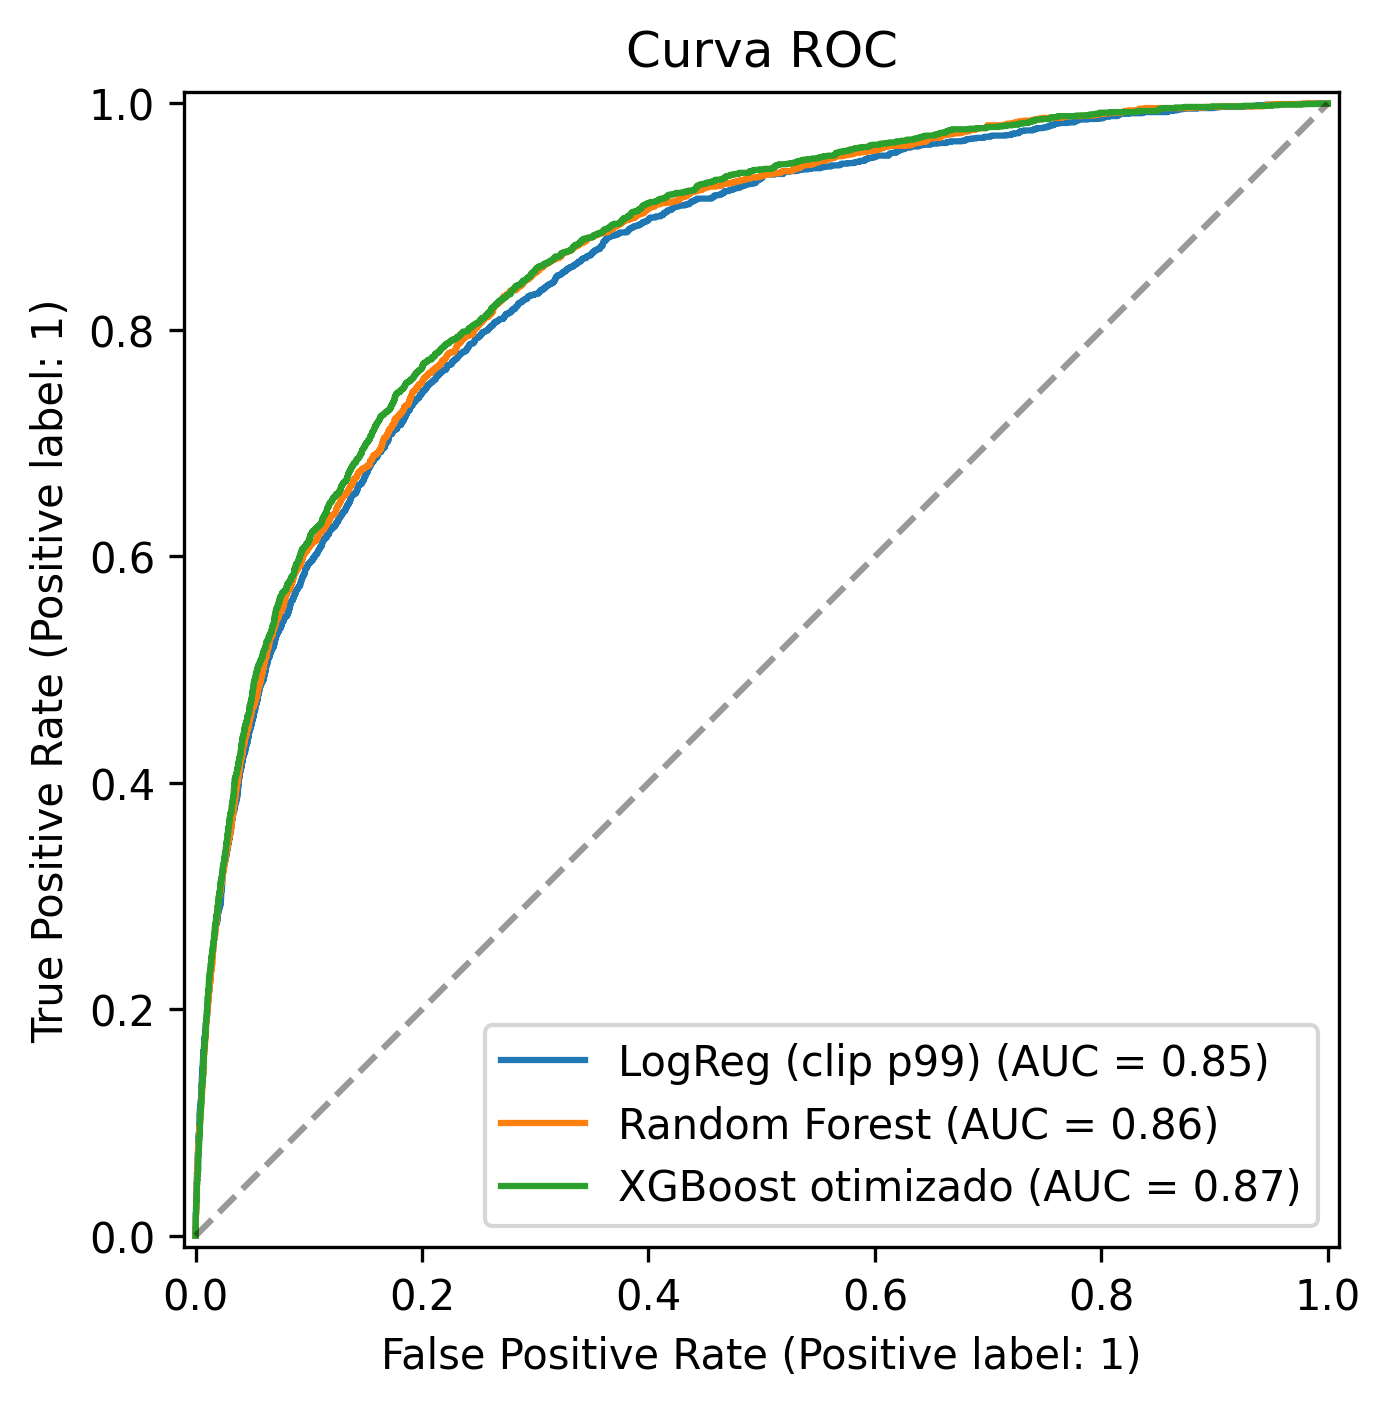 Curva ROC
True Positive Rate (Positive label: 1)
1.0
0.8
0.6
0.4
0.2
0.0
LogReg (clip p99) (AUC = 0.85)
Random Forest (AUC = 0.86)
XGBoost otimizado (AUC = 0.87)
0.0 0.2 0.4 0.6 0.8 1.0
False Positive Rate (Positive label: 1)